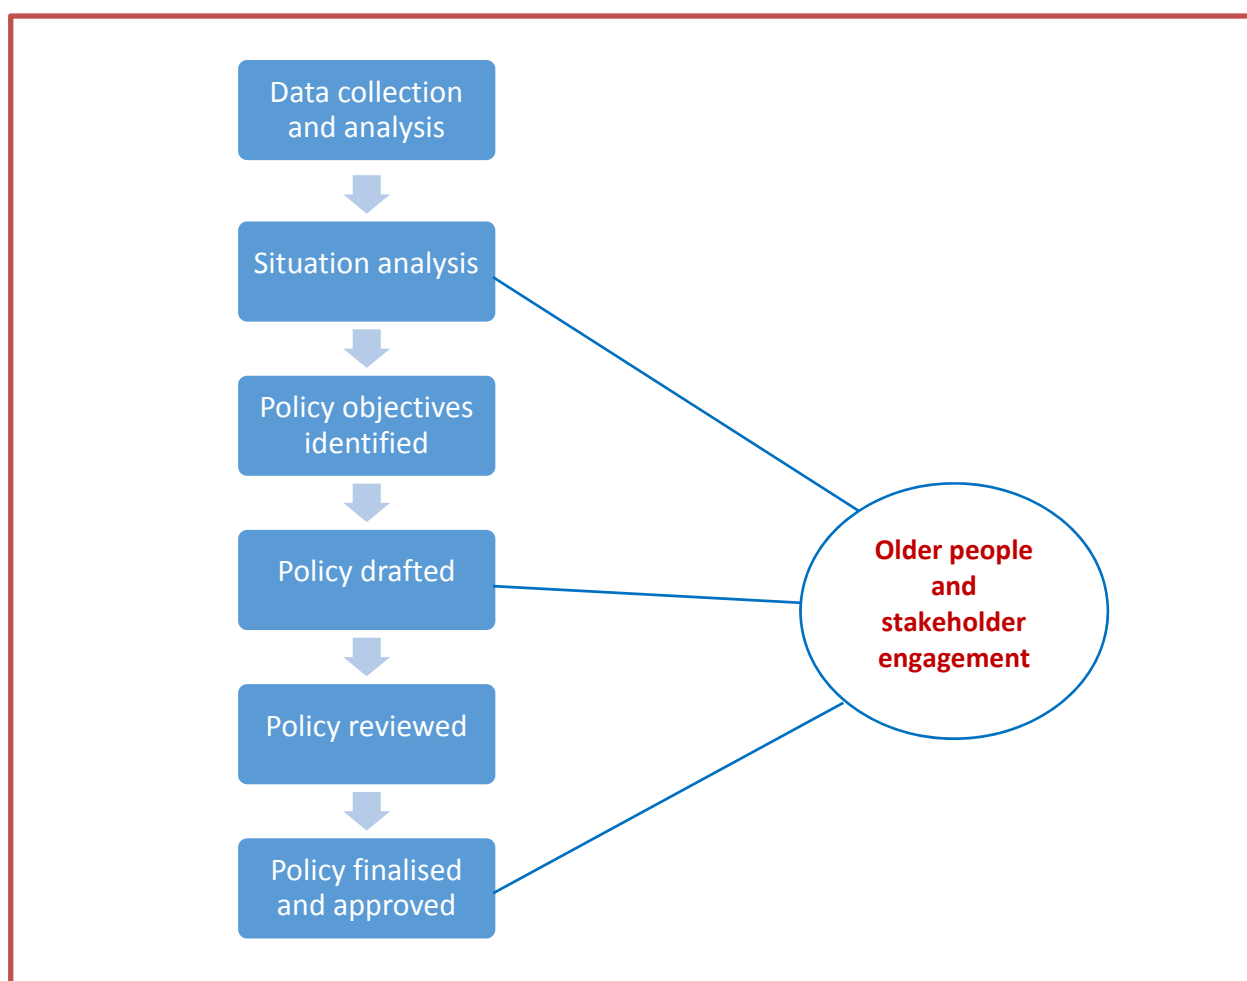 Data collection
and analysis
Situation analysis
Policy objectives
identified
Policy drafted
Policy reviewed
Policy finalised
and approved
Older people
and
stakeholder
engagement